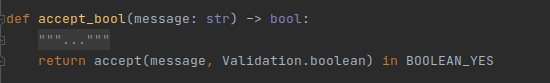 def accept_bool(message: str) -> bool:
"""..."""
return accept(message, Validation.boolean) in BOOLEAN_YES